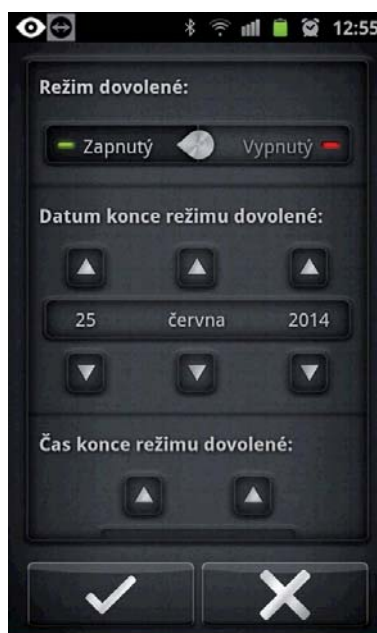 12:55
Režim dovolené:
Zapnutý Vypnutý
Datum konce režimu dovolené:
25 června 2014
Čas konce režimu dovolené: